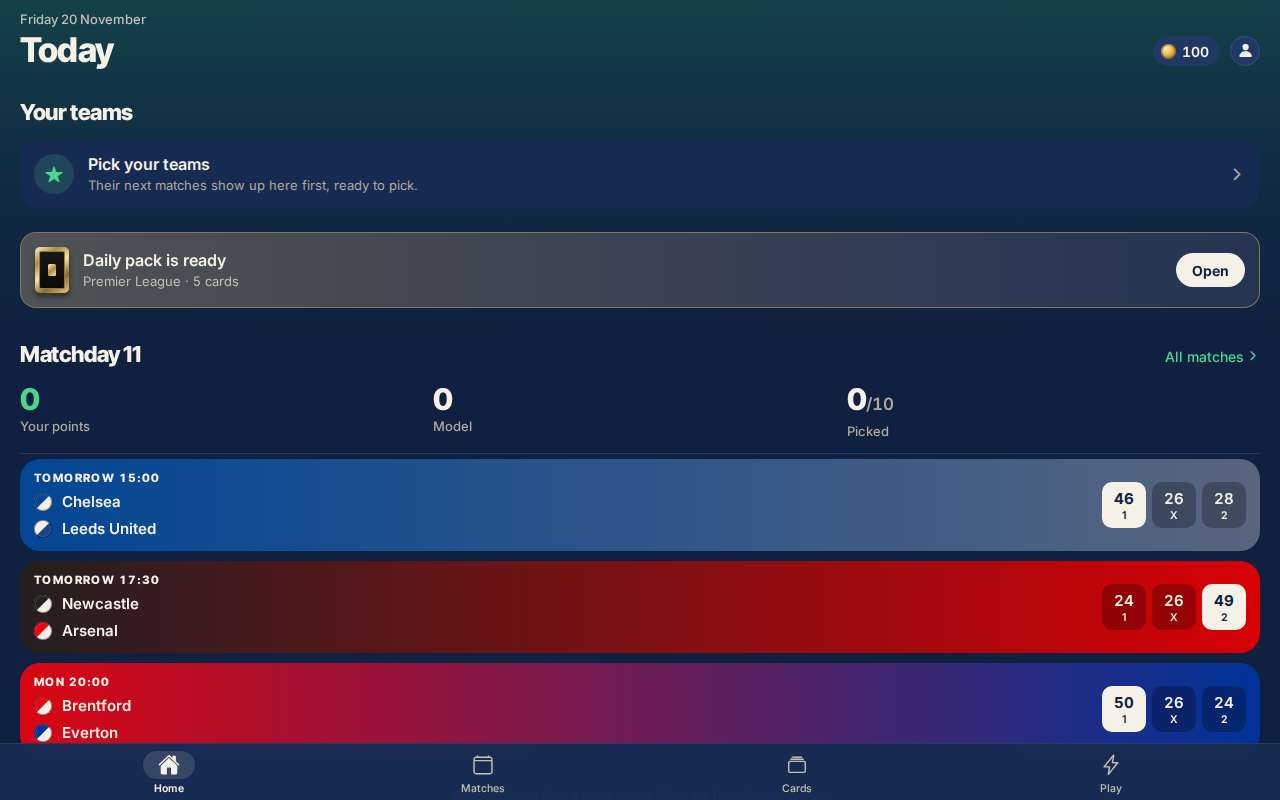 Friday 20 November
Today
100
Your teams
Pick your teams
Their next matches show up here first, ready to pick.
Daily pack is ready
Premier League · 5 cards
Open
Matchday 11
All matches
0
Your points
0
Model
0/10
Picked
TOMORROW 15:00
Chelsea
Leeds United
46
1
26
X
28
2
TOMORROW 17:30
Newcastle
Arsenal
24
1
26
X
49
2
MON 20:00
Brentford
Everton
50
1
26
X
24
2
Home
Matches
Cards
Play